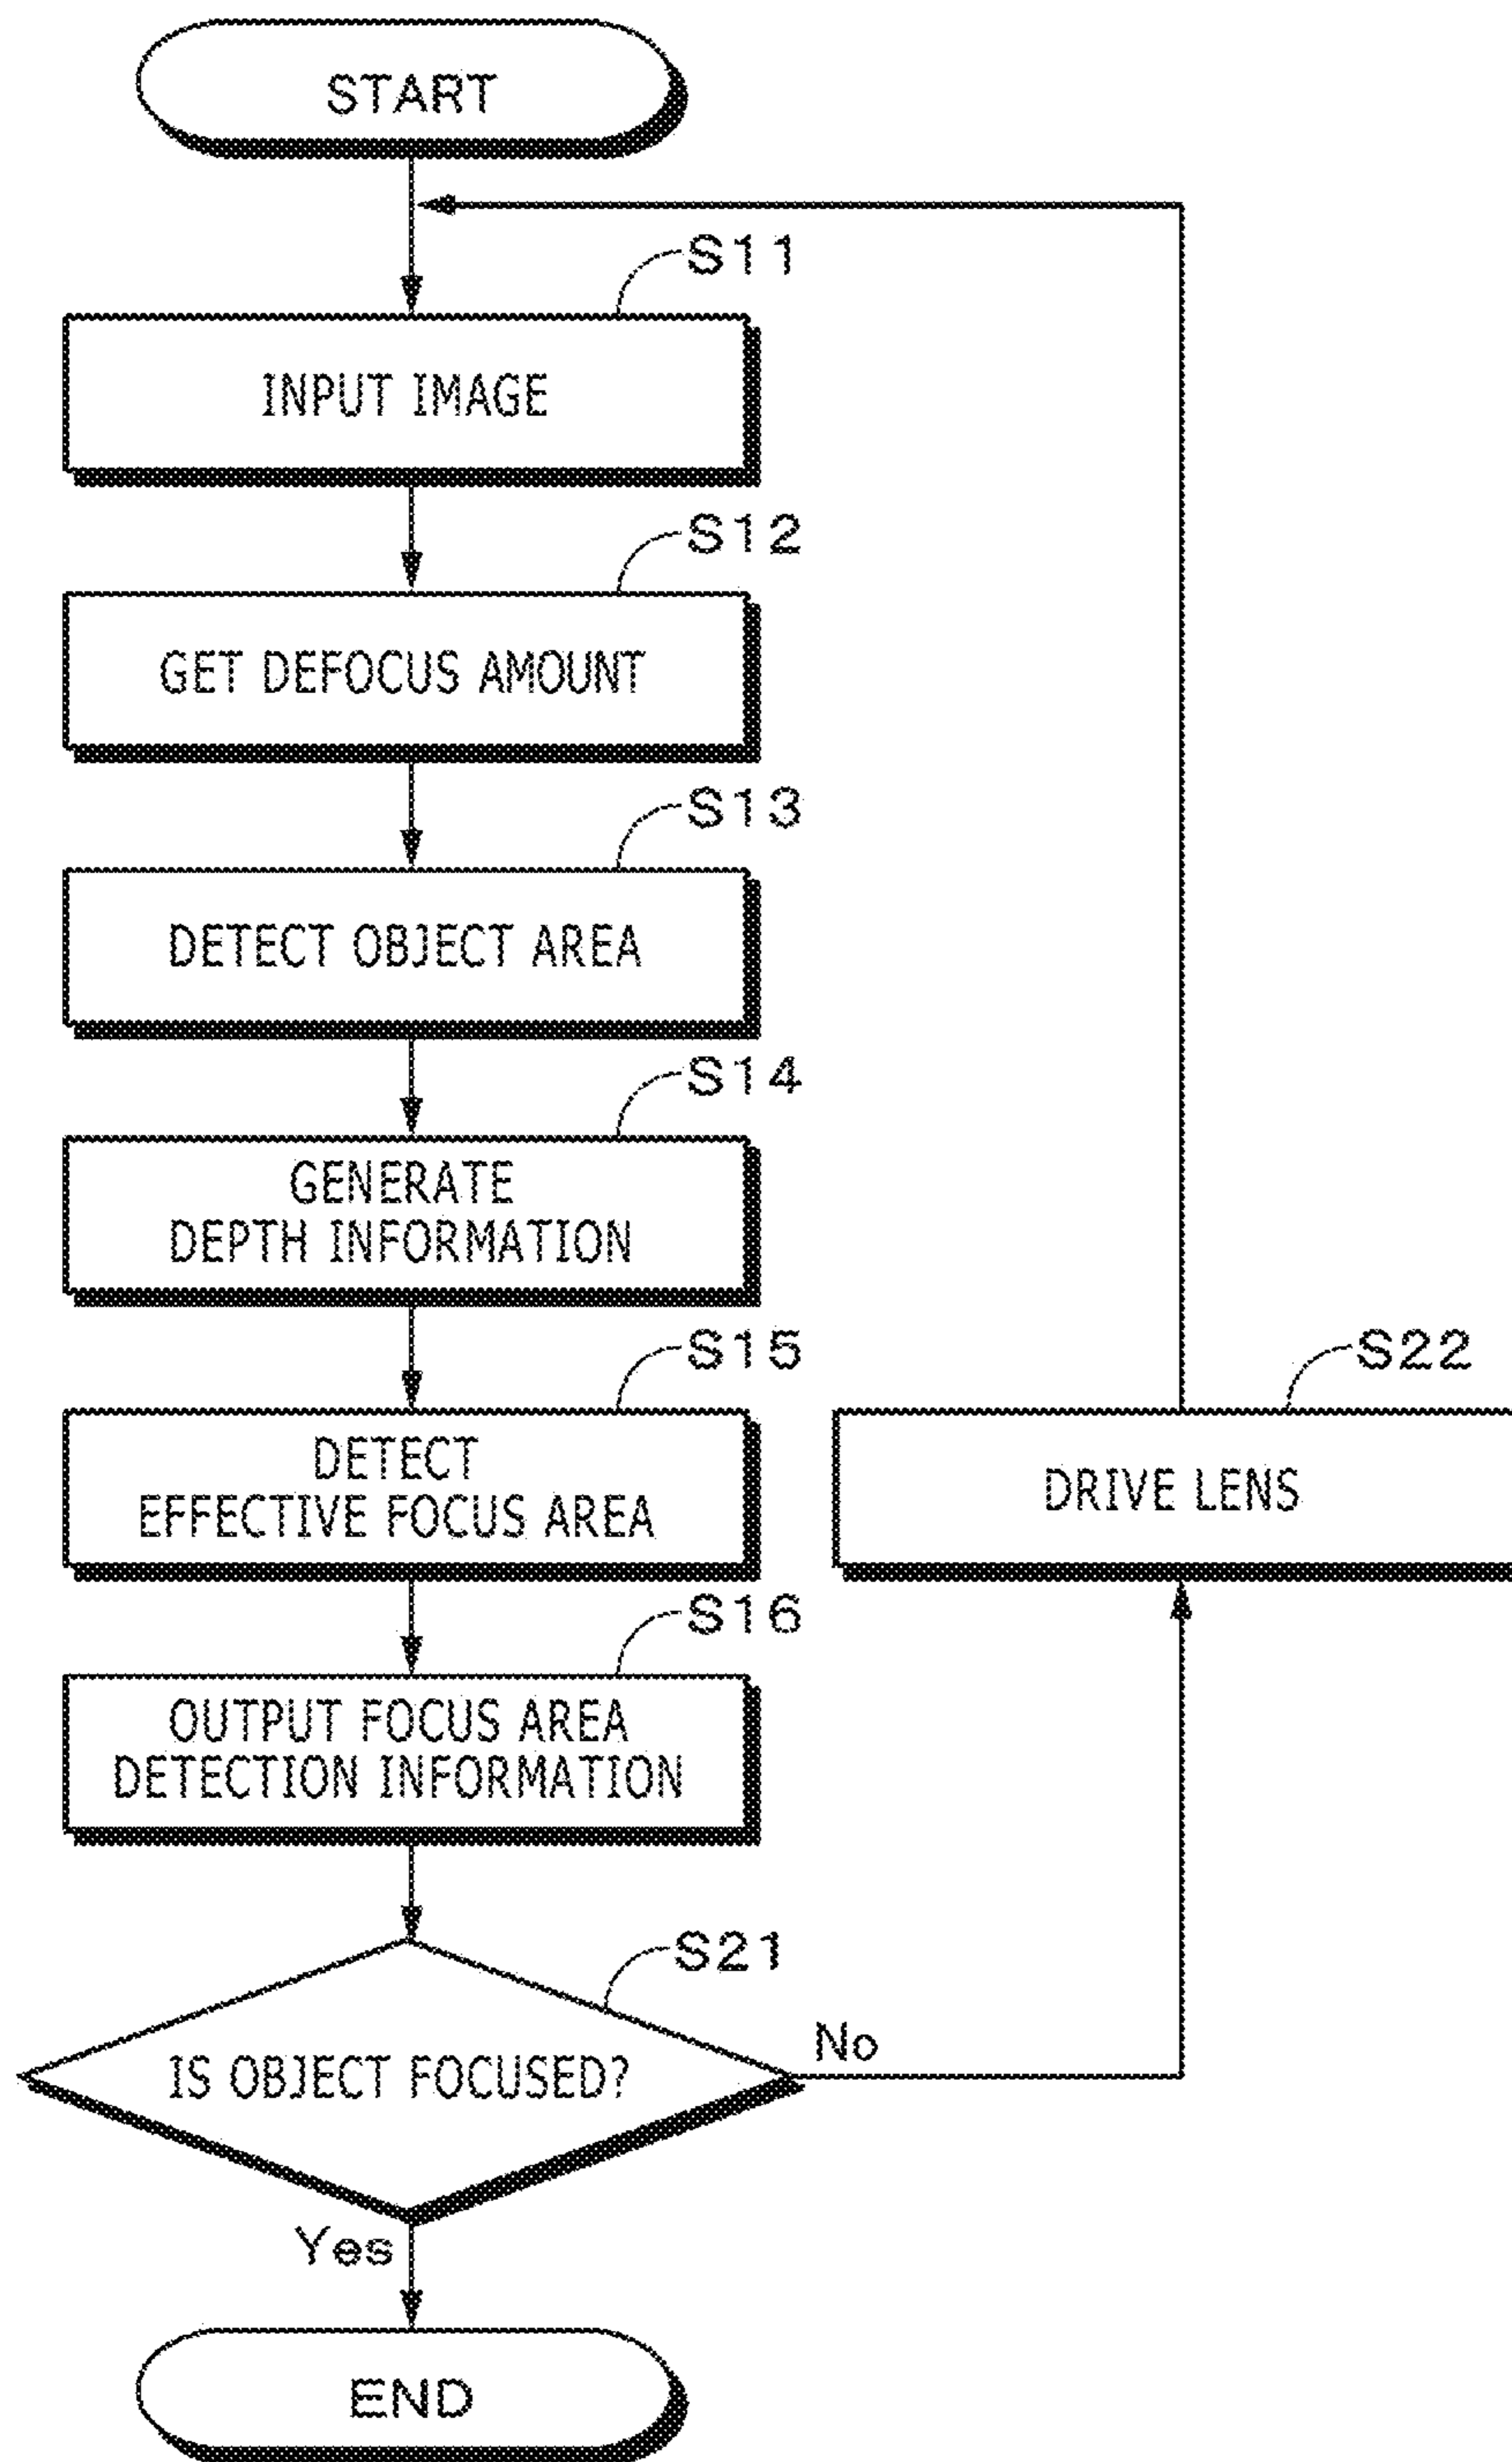 START
S11
INPUT IMAGE
S12
GET DEFOCUS AMOUNT
S13
DETECT OBJECT AREA
S14
GENERATE
DEPTH INFORMATION
S15
DETECT
EFFECTIVE FOCUS AREA
S22
DRIVE LENS
S16
OUTPUT FOCUS AREA
DETECTION INFORMATION
S21
IS OBJECT FOCUSED?
No
Yes
END